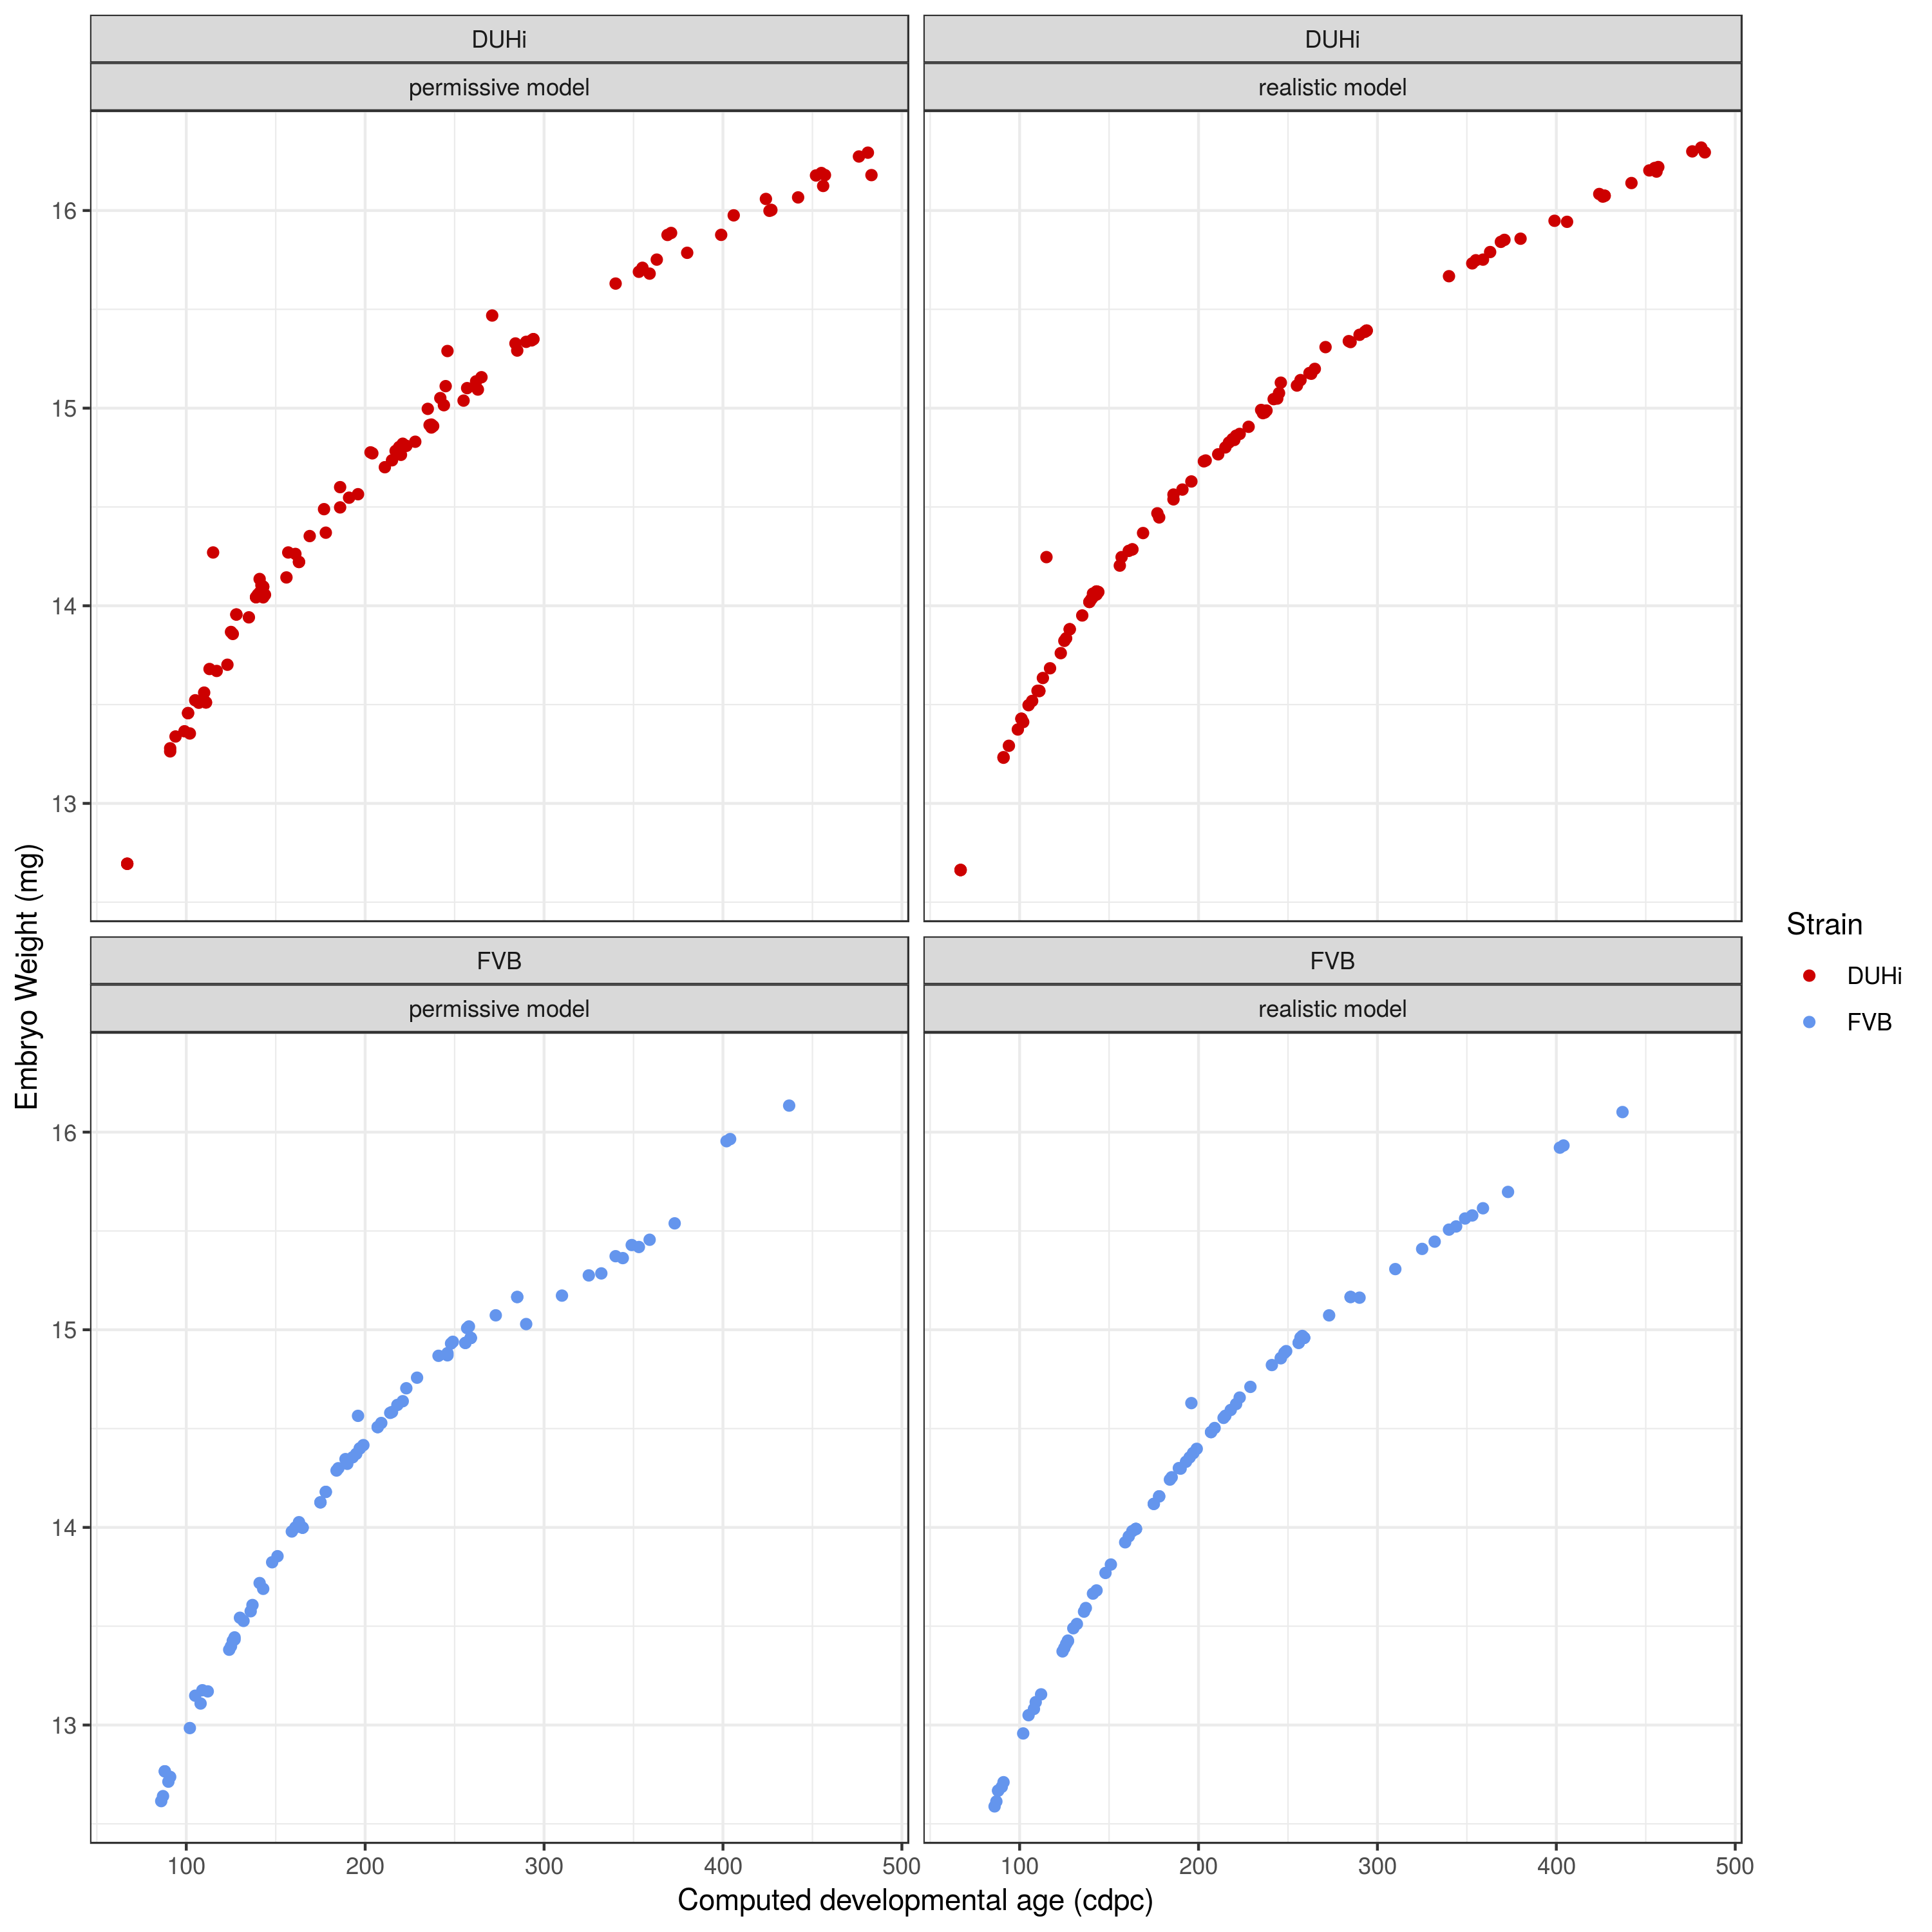 DUHi
DUHi
permissive model
realistic model
16
15
14
13
Embryo Weight (mg)
FVB
FVB
permissive model
realistic model
16
15
14
13
100
200
300
400
500
100
200
300
400
500
Computed developmental age (cdpc)
Strain
DUHi
FVB